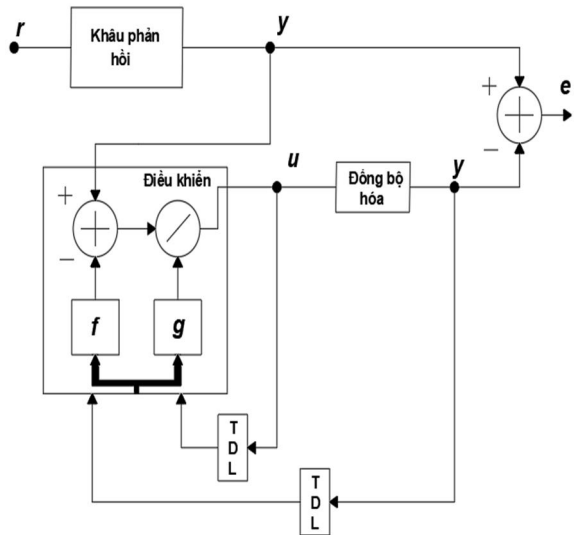 r
Khâu phản
hồi
y
+
e
−
Điều khiển
u
Đồng bộ
hóa
y
+
−
f
g
T
D
L
T
D
L